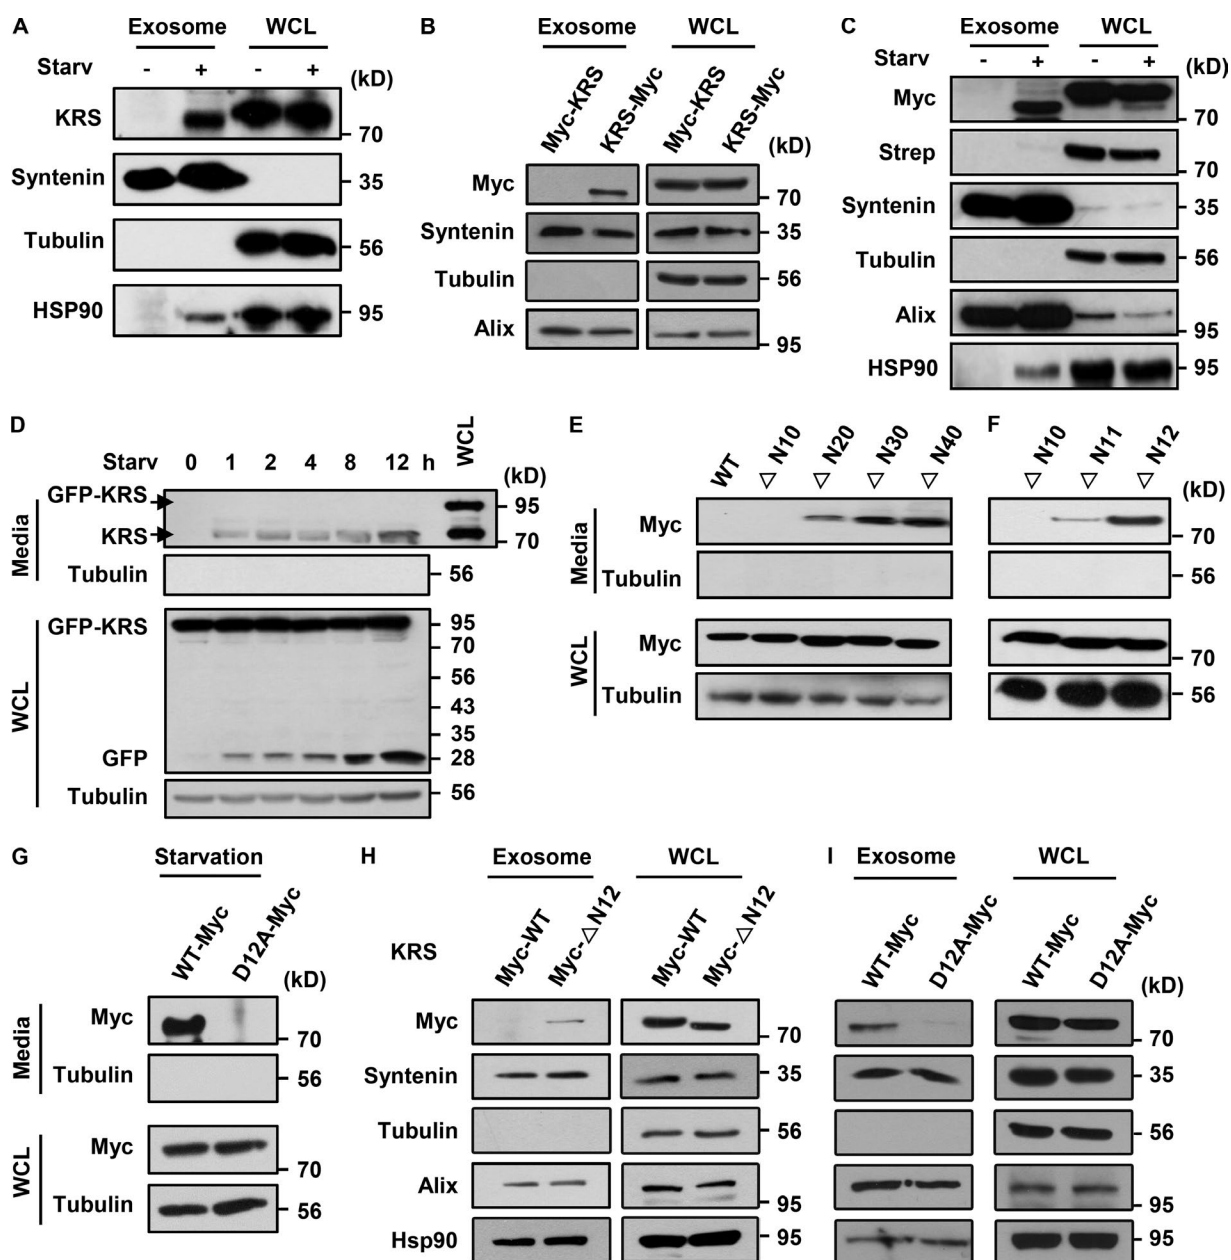 A
Exosome WCL
Starv - + - + (kD)
KRS
70
Syntenin 35
Tubulin 56
HSP90 95
B
Exosome WCL
Myc-KRS KRS-Myc Myc-KRS KRS-Myc (kD)
Myc 70
Syntenin 35
Tubulin 56
Alix
95
C
Exosome WCL
Starv - + - + (kD)
Myc
70
Strep
70
Syntenin 35
Tubulin 56
Alix
95
HSP90 95
D
Starv 0 1 2 4 8 12 h WCL (kD)
Media
GFP-KRS 95
KRS 70
Tubulin 56
WCL
GFP-KRS 95
70
56
43
35
GFP 28
Tubulin 56
E
WT ▽N10 ▽N20 ▽N30 ▽N40
Media
Myc
Tubulin
WCL
Myc
Tubulin
F
▽N10 ▽N11 ▽N12 (kD)
70
56
70
56
G
Starvation
WT-Myc D12A-Myc (kD)
Media
Myc
70
Tubulin 56
WCL
Myc
70
Tubulin 56
H
Exosome WCL
KRS Myc-WT Myc-△N12 Myc-WT Myc-△N12 (kD)
Myc
70
Syntenin 35
Tubulin 56
Alix
95
Hsp90 95
I
Exosome WCL
WT-Myc D12A-Myc WT-Myc D12A-Myc (kD)
70
35
56
95
95